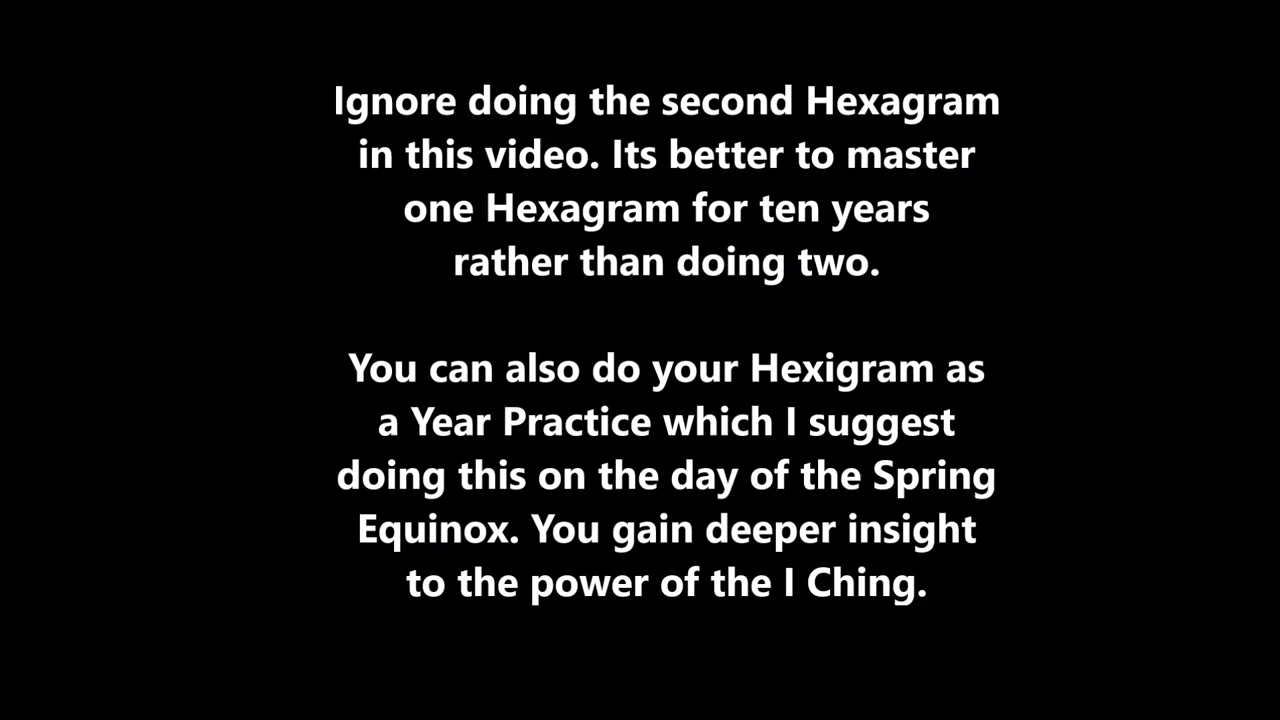 Ignore doing the second Hexagram
in this video. Its better to master
one Hexagram for ten years
rather than doing two.
You can also do your Hexigram as
a Year Practice which I suggest
doing this on the day of the Spring
Equinox. You gain deeper insight
to the power of the I Ching.